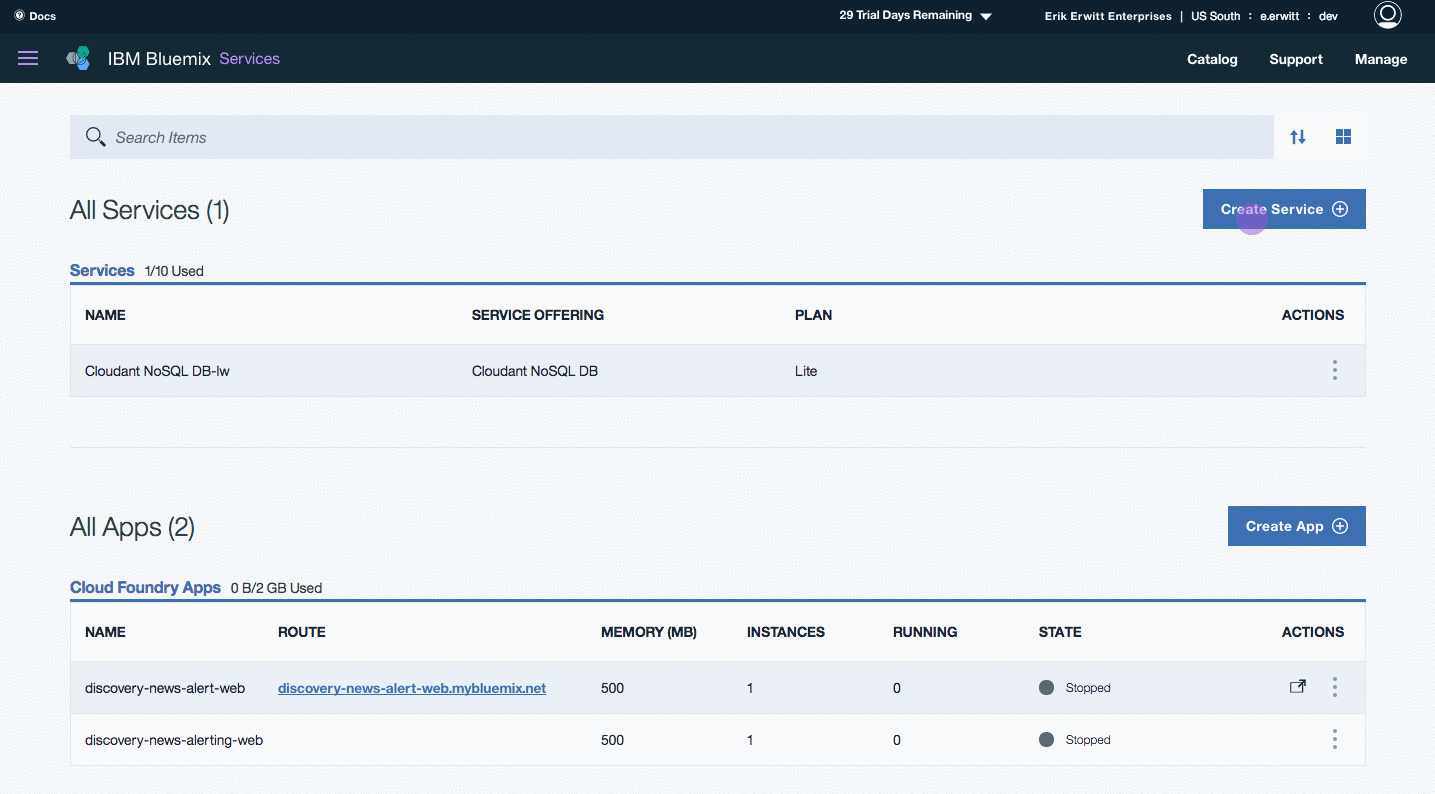 Docs
29 Trial Days Remaining
Erik Erwitt Enterprises | US South : e.erwitt : dev
IBM Bluemix Services
Catalog Support Manage
Search Items
All Services (1)
Create Service
Services 1/10 Used
NAME SERVICE OFFERING PLAN ACTIONS
Cloudant NoSQL DB-lw Cloudant NoSQL DB Lite
All Apps (2)
Create App
Cloud Foundry Apps 0 B/2 GB Used
NAME ROUTE MEMORY (MB) INSTANCES RUNNING STATE ACTIONS
discovery-news-alert-web discovery-news-alert-web.mybluemix.net 500 1 0 Stopped
discovery-news-alerting-web 500 1 0 Stopped